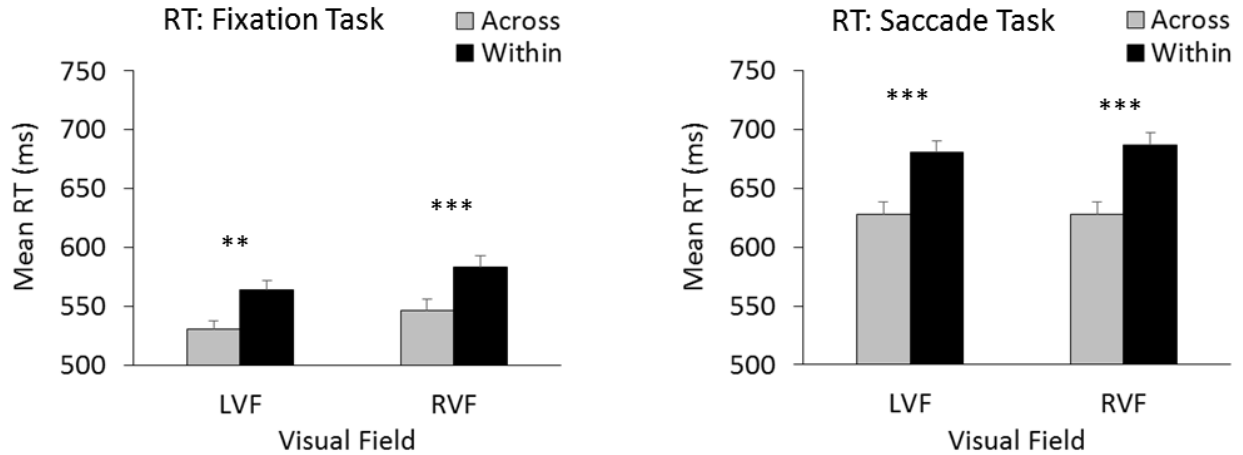 RT: Fixation Task
Across
Within
750
700
650
600
550
500
Mean RT (ms)
**
***
LVF
RVF
Visual Field
RT: Saccade Task
Across
Within
750
700
650
600
550
500
Mean RT (ms)
***
***
LVF
RVF
Visual Field